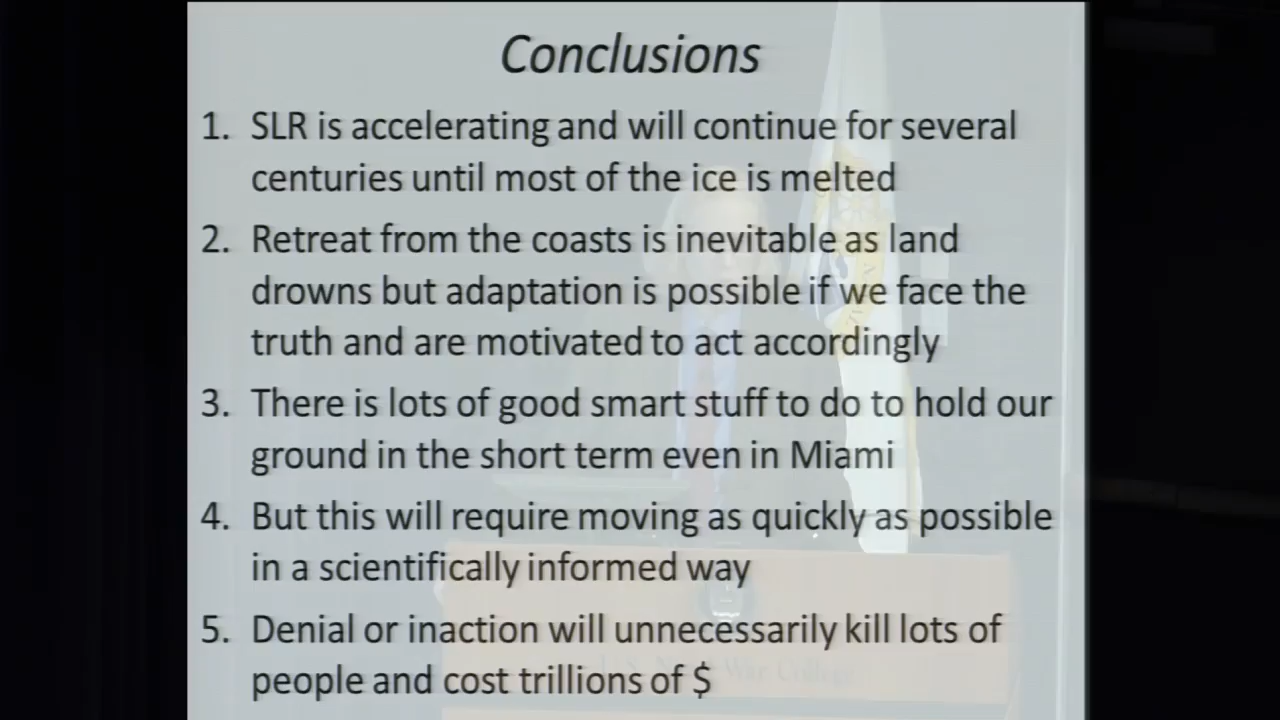 Conclusions
1. SLR is accelerating and will continue for several
centuries until most of the ice is melted
2. Retreat from the coasts is inevitable as land
drowns but adaptation is possible if we face the
truth and are motivated to act accordingly
3. There is lots of good smart stuff to do to hold our
ground in the short term even in Miami
4. But this will require moving as quickly as possible
in a scientifically informed way
5. Denial or inaction will unnecessarily kill lots of
people and cost trillions of $
War College